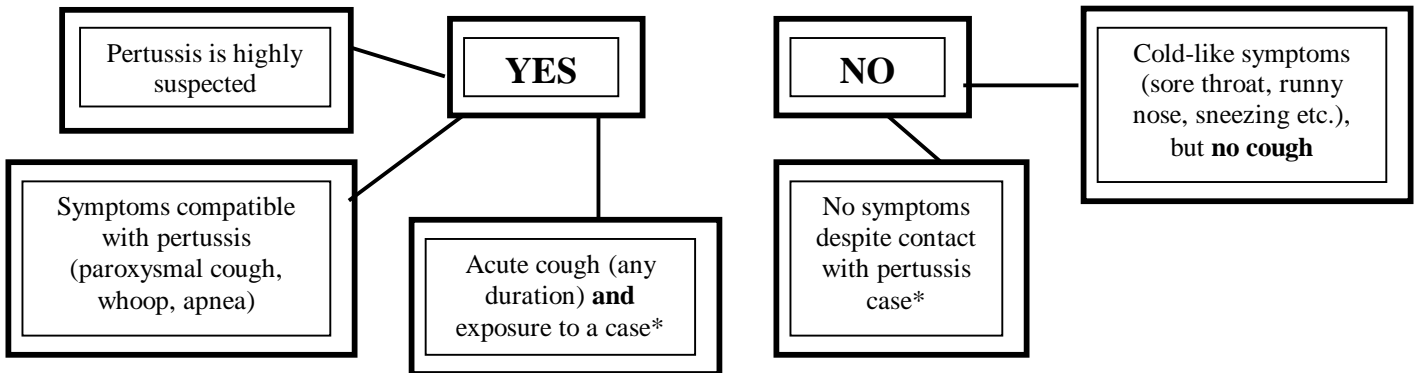 Pertussis is highly
suspected
YES
NO
Cold-like symptoms
(sore throat, runny
nose, sneezing etc.),
but no cough
Symptoms compatible
with pertussis
(paroxysmal cough,
whoop, apnea)
Acute cough (any
duration) and
exposure to a case*
No symptoms
despite contact
with pertussis
case*